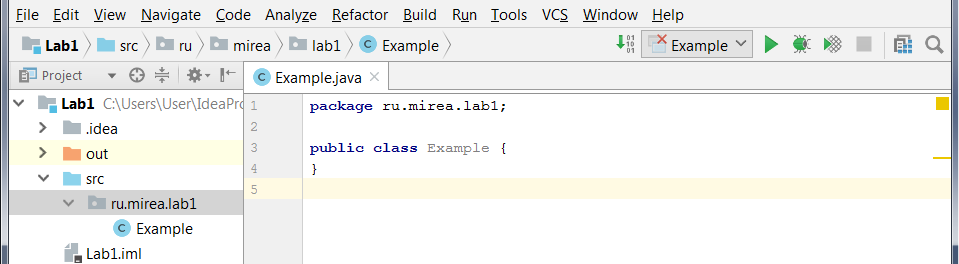 File Edit View Navigate Code Analyze Refactor Build Run Tools VCS Window Help
Lab1 src ru mirea lab1 Example Example
Project Example.java
Lab1 C:\Users\User\IdeaPro
.idea
out
src
ru.mirea.lab1
Example
Lab1.iml
1 package ru.mirea.lab1;
2
3 public class Example {
4 }
5